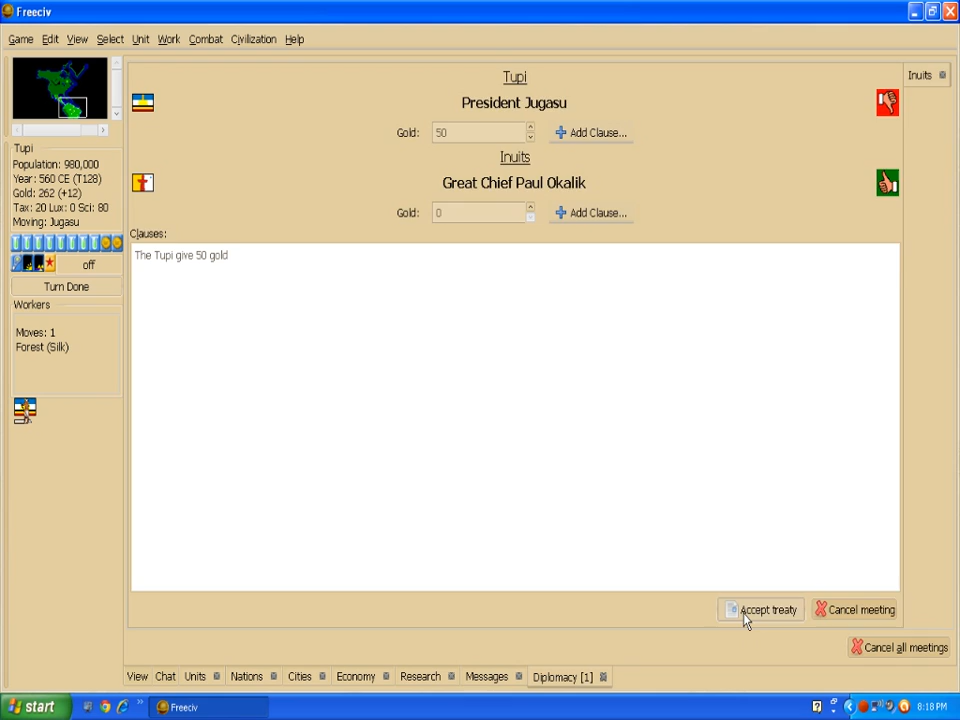 Freeciv
Game Edit View Select Unit Work Combat Civilization Help
Tupi
Inuits
President Jugasu
Gold: 50 Add Clause...
Inuits
Great Chief Paul Okalik
Gold: 0 Add Clause...
Clauses:
The Tupi give 50 gold
Tupi
Population: 980,000
Year: 560 CE (T128)
Gold: 262 (+12)
Tax: 20 Lux: 0 Sci: 80
Moving: Jugasu
off
Turn Done
Workers
Moves: 1
Forest (Silk)
Accept treaty Cancel meeting
Cancel all meetings
View Chat Units Nations Cities Economy Research Messages Diplomacy [1]
start Freeciv 8:18 PM